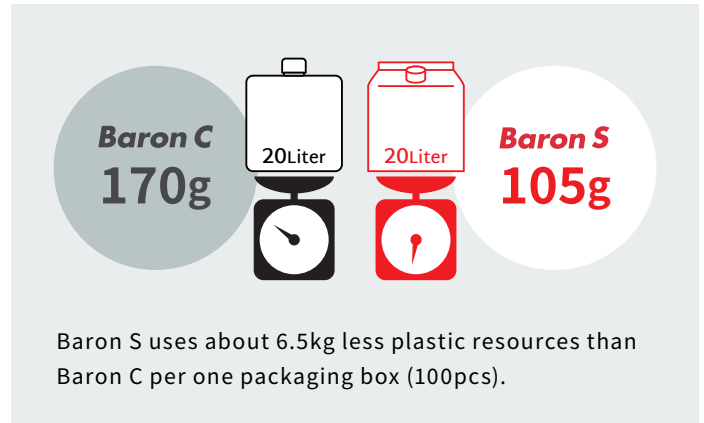 Baron C
170g
20Liter
20Liter
Baron S
105g
Baron S uses about 6.5kg less plastic resources than
Baron C per one packaging box (100pcs).